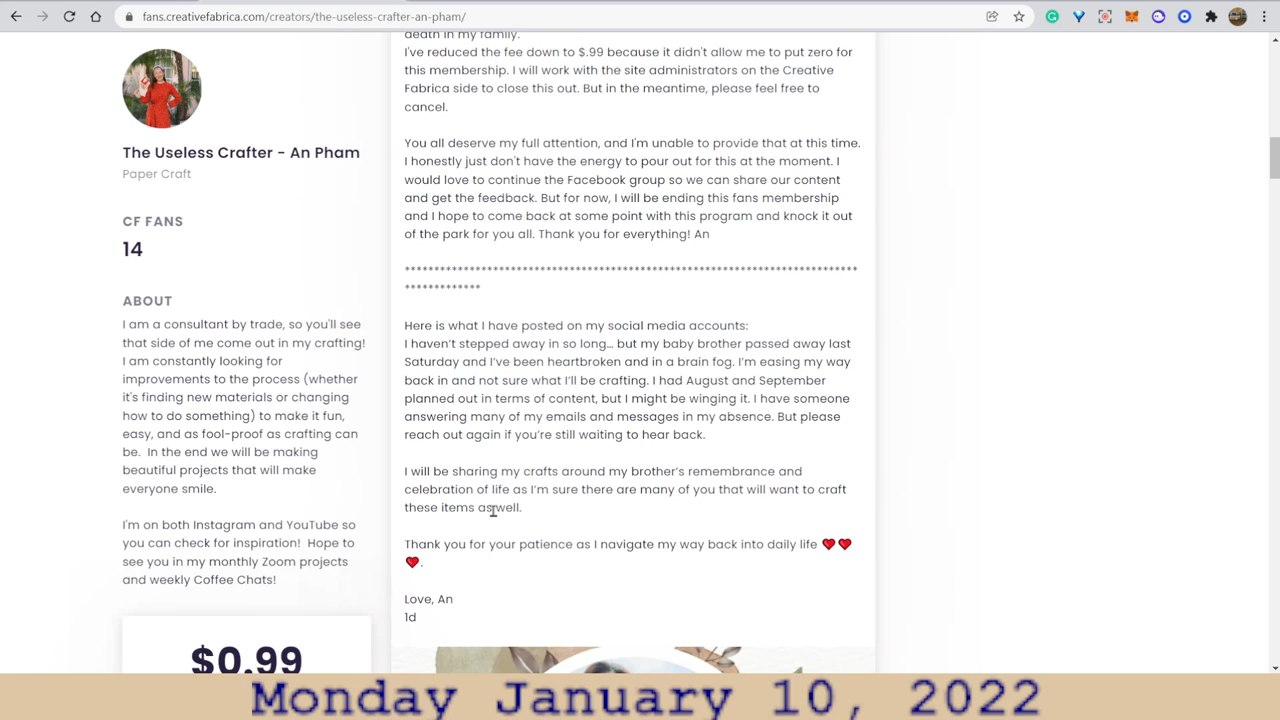 fans.creativefabrica.com/creators/the-useless-crafter-an-pham/
The Useless Crafter - An Pham
Paper Craft
CF FANS
14
ABOUT
I am a consultant by trade, so you'll see
that side of me come out in my crafting!
I am constantly looking for
improvements to the process (whether
it's finding new materials or changing
how to do something) to make it fun,
easy, and as fool-proof as crafting can
be. In the end we will be making
beautiful projects that will make
everyone smile.
I'm on both Instagram and YouTube so
you can check for inspiration! Hope to
see you in my monthly Zoom projects
and weekly Coffee Chats!
$0.99
death in my family.
I've reduced the fee down to $.99 because it didn't allow me to put zero for
this membership. I will work with the site administrators on the Creative
Fabrica side to close this out. But in the meantime, please feel free to
cancel.
You all deserve my full attention, and I'm unable to provide that at this time.
I honestly just don't have the energy to pour out for this at the moment. I
would love to continue the Facebook group so we can share our content
and get the feedback. But for now, I will be ending this fans membership
and I hope to come back at some point with this program and knock it out
of the park for you all. Thank you for everything! An
******************************************************************************
*************
Here is what I have posted on my social media accounts:
I haven't stepped away in so long... but my baby brother passed away last
Saturday and I've been heartbroken and in a brain fog. I'm easing my way
back in and not sure what I'll be crafting. I had August and September
planned out in terms of content, but I might be winging it. I have someone
answering many of my emails and messages in my absence. But please
reach out again if you're still waiting to hear back.
I will be sharing my crafts around my brother's remembrance and
celebration of life as I'm sure there are many of you that will want to craft
these items as well.
Thank you for your patience as I navigate my way back into daily life ❤️❤️
❤️.
Love, An
1d
Monday January 10, 2022